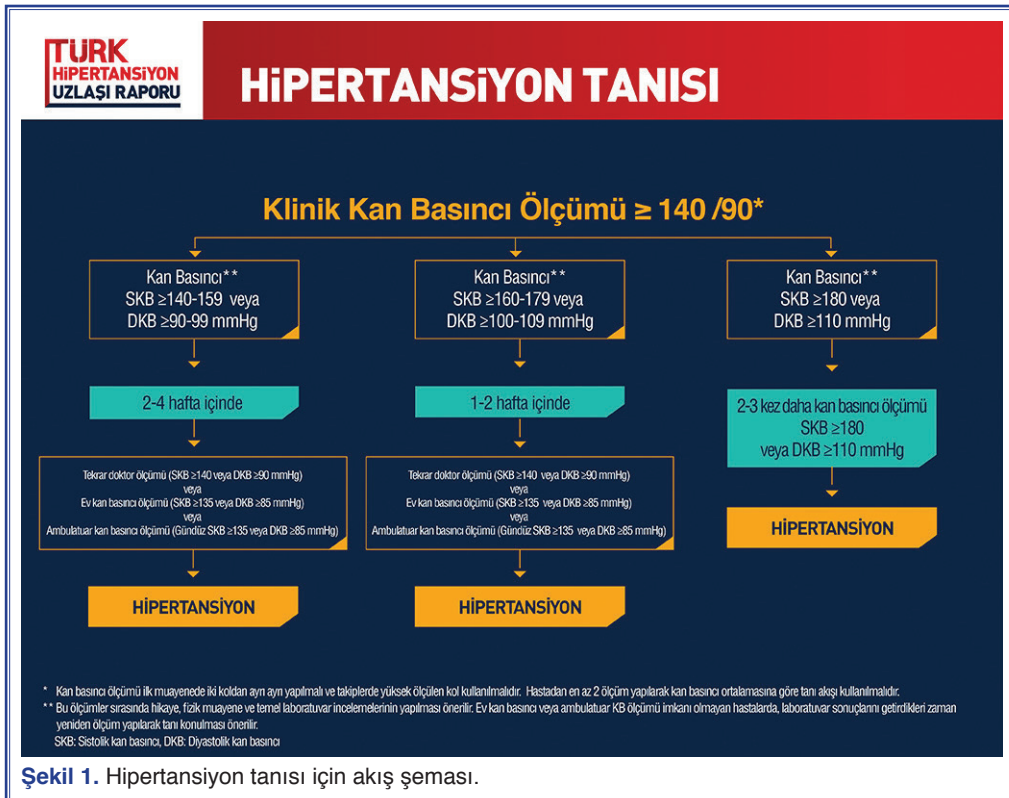 TÜRK
HİPERTANSİYON
UZLAŞI RAPORU
HİPERTANSİYON TANISI
Klinik Kan Basıncı Ölçümü ≥ 140 /90*
Kan Basıncı**
SKB ≥140-159 veya
DKB ≥90-99 mmHg
2-4 hafta içinde
Tekrar doktor ölçümü (SKB ≥140 veya DKB ≥90 mmHg)
veya
Ev kan basıncı ölçümü (SKB ≥135 veya DKB ≥85 mmHg)
veya
Ambulatuar kan basıncı ölçümü (Gündüz SKB ≥135 veya DKB ≥85 mmHg)
HİPERTANSİYON
Kan Basıncı**
SKB ≥160-179 veya
DKB ≥100-109 mmHg
1-2 hafta içinde
Tekrar doktor ölçümü (SKB ≥140 veya DKB ≥90 mmHg)
veya
Ev kan basıncı ölçümü (SKB ≥135 veya DKB ≥85 mmHg)
veya
Ambulatuar kan basıncı ölçümü (Gündüz SKB ≥135 veya DKB ≥85 mmHg)
HİPERTANSİYON
Kan Basıncı**
SKB ≥180 veya
DKB ≥110 mmHg
2-3 kez daha kan basıncı ölçümü
SKB ≥180
veya DKB ≥110 mmHg
HİPERTANSİYON
* Kan basıncı ölçümü ilk muayenede iki koldan ayrı ayrı yapılmalı ve takiplerde yüksek ölçülen kol kullanılmalıdır. Hastadan en az 2 ölçüm yapılarak kan basıncı ortalamasına göre tanı akışı kullanılmalıdır.
** Bu ölçümler sırasında hikaye, fizik muayene ve temel laboratuvar incelemelerinin yapılması önerilir. Ev kan basıncı veya ambulatuar KB ölçümü imkanı olmayan hastalarda, laboratuvar sonuçlarını getirdikleri zaman
yeniden ölçüm yapılarak tanı konulması önerilir.
SKB: Sistolik kan basıncı, DKB: Diyastolik kan basıncı
Şekil 1. Hipertansiyon tanısı için akış şeması.